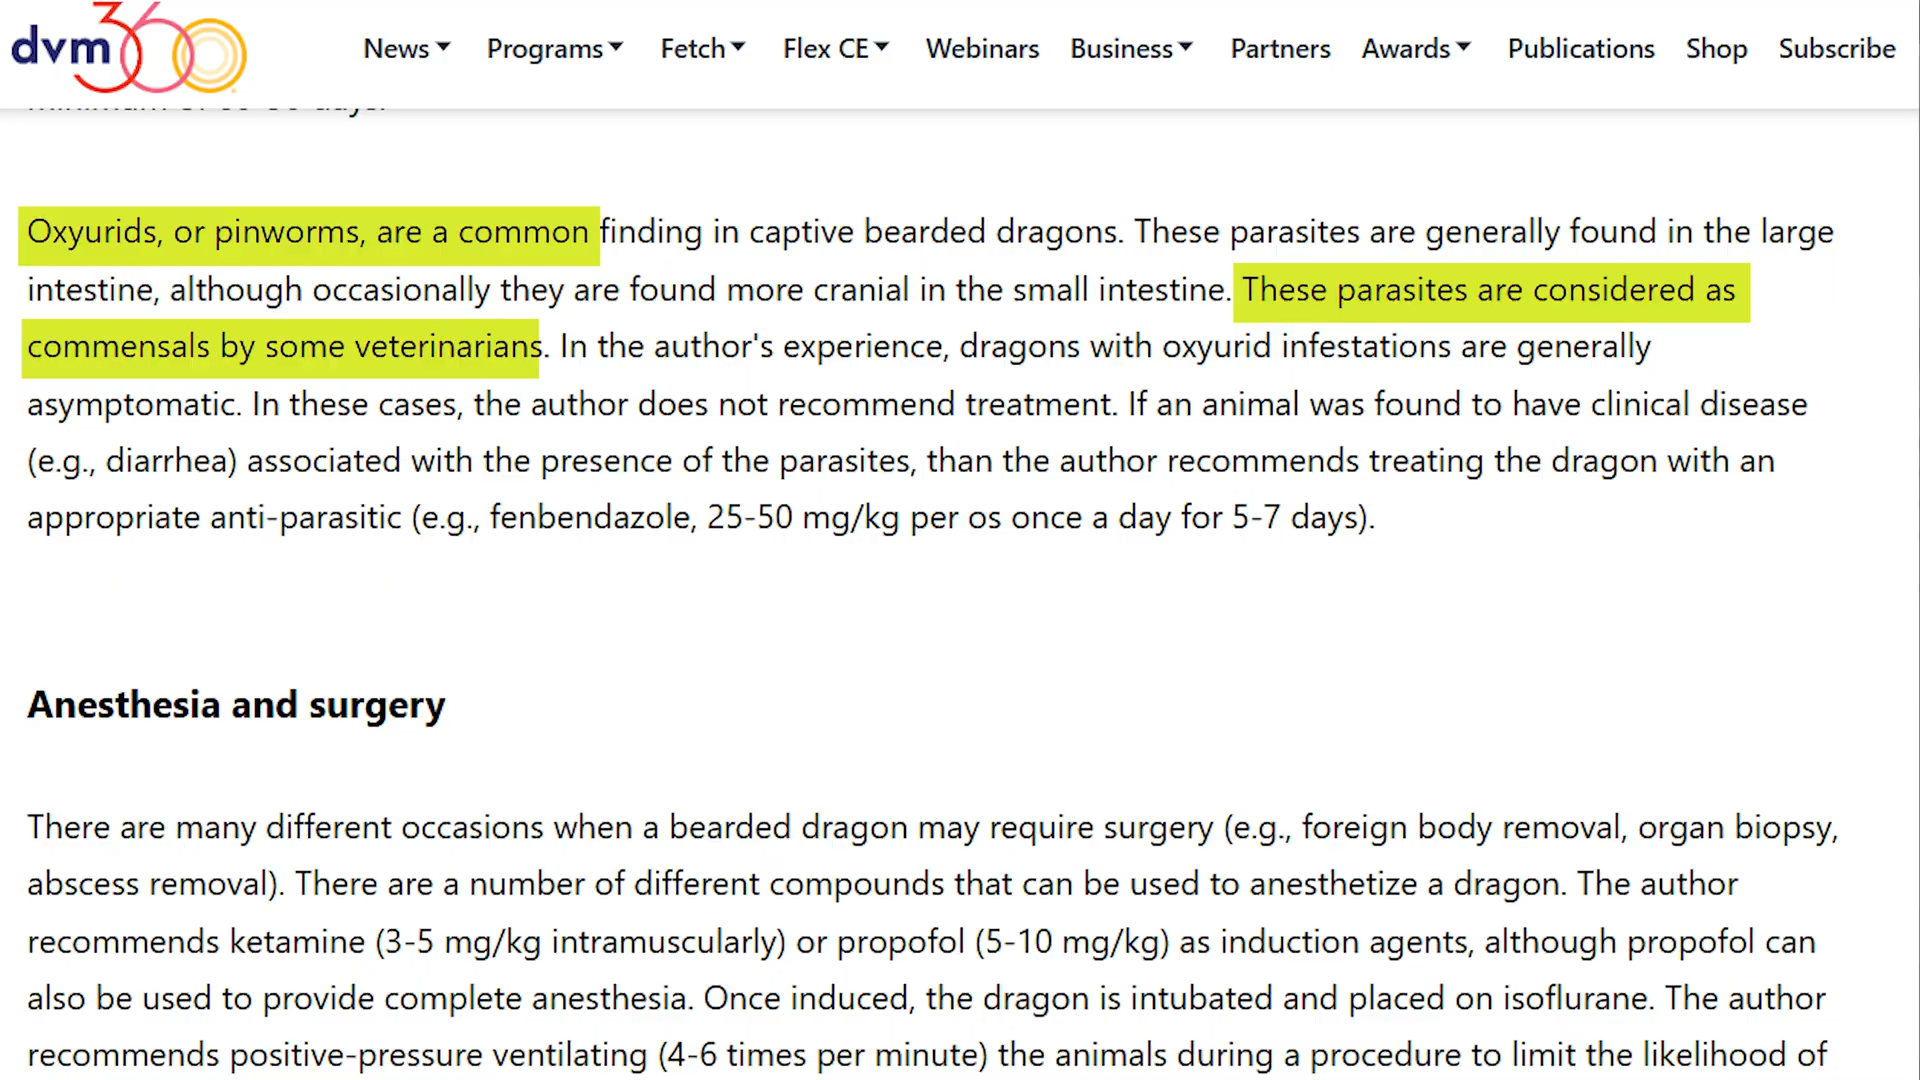 dvm360
News Programs Fetch Flex CE Webinars Business Partners Awards Publications Shop Subscribe
Oxyurids, or pinworms, are a common finding in captive bearded dragons. These parasites are generally found in the large
intestine, although occasionally they are found more cranial in the small intestine. These parasites are considered as
commensals by some veterinarians. In the author's experience, dragons with oxyurid infestations are generally
asymptomatic. In these cases, the author does not recommend treatment. If an animal was found to have clinical disease
(e.g., diarrhea) associated with the presence of the parasites, than the author recommends treating the dragon with an
appropriate anti-parasitic (e.g., fenbendazole, 25-50 mg/kg per os once a day for 5-7 days).
Anesthesia and surgery
There are many different occasions when a bearded dragon may require surgery (e.g., foreign body removal, organ biopsy,
abscess removal). There are a number of different compounds that can be used to anesthetize a dragon. The author
recommends ketamine (3-5 mg/kg intramuscularly) or propofol (5-10 mg/kg) as induction agents, although propofol can
also be used to provide complete anesthesia. Once induced, the dragon is intubated and placed on isoflurane. The author
recommends positive-pressure ventilating (4-6 times per minute) the animals during a procedure to limit the likelihood of